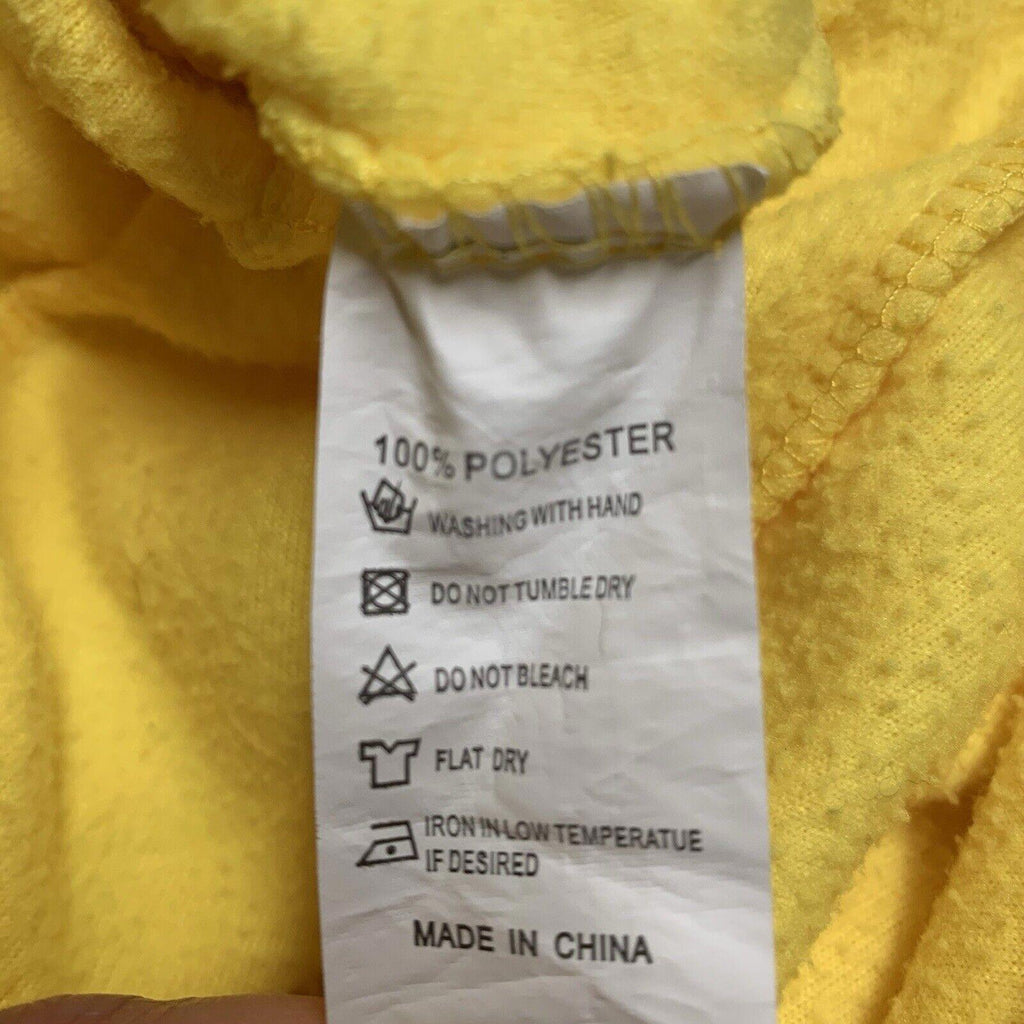 100% POLYESTER
WASHING WITH HAND
DO NOT TUMBLE DRY
DO NOT BLEACH
FLAT DRY
IRON IN LOW TEMPERATUE
IF DESIRED
MADE IN CHINA